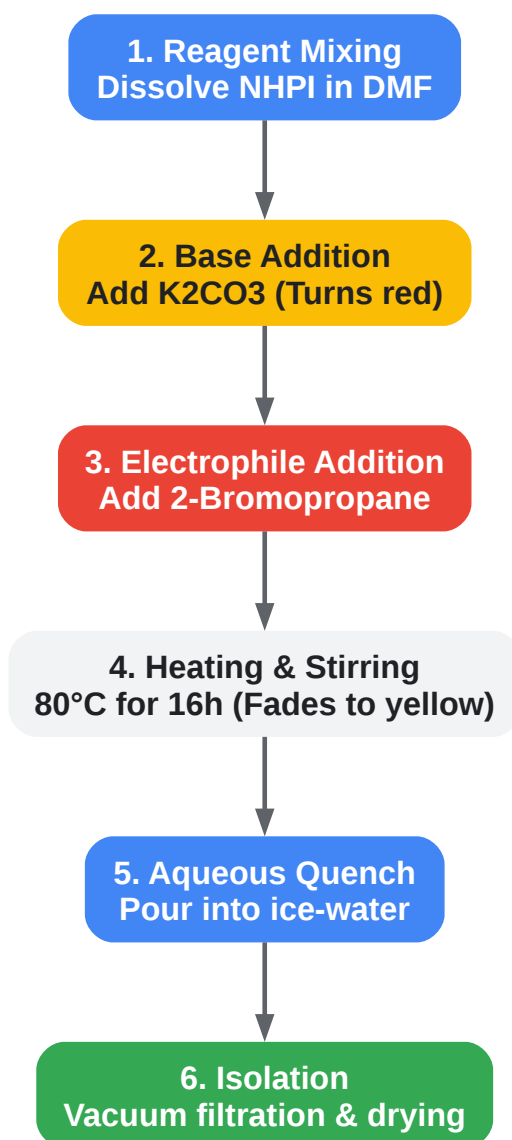 1. Reagent Mixing
Dissolve NHPI in DMF
2. Base Addition
Add K2CO3 (Turns red)
3. Electrophile Addition
Add 2-Bromopropane
4. Heating & Stirring
80°C for 16h (Fades to yellow)
5. Aqueous Quench
Pour into ice-water
6. Isolation
Vacuum filtration & drying